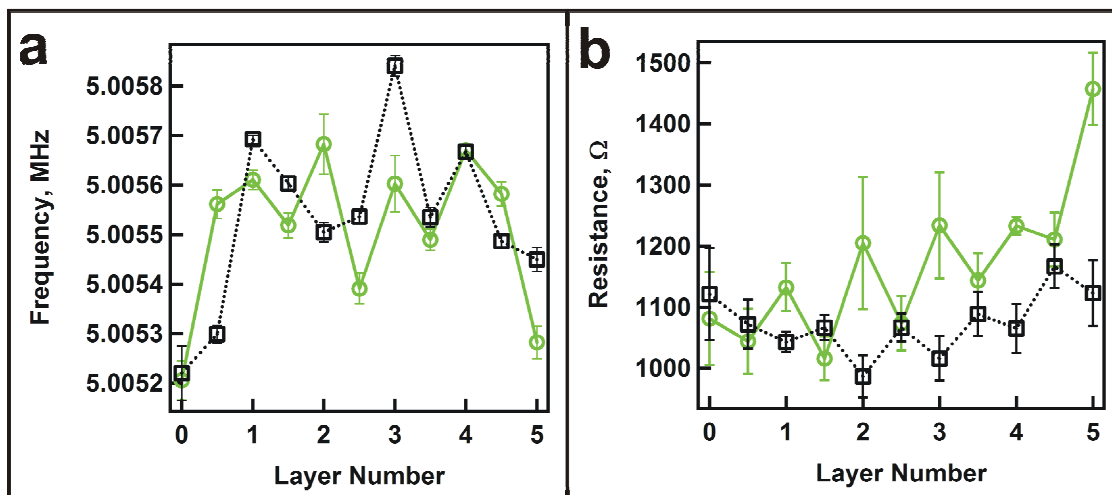 a
Frequency, MHz
5.0058
5.0057
5.0056
5.0055
5.0054
5.0053
5.0052
0 1 2 3 4 5
Layer Number
b
Resistance, Ω
1500
1400
1300
1200
1100
1000
0 1 2 3 4 5
Layer Number